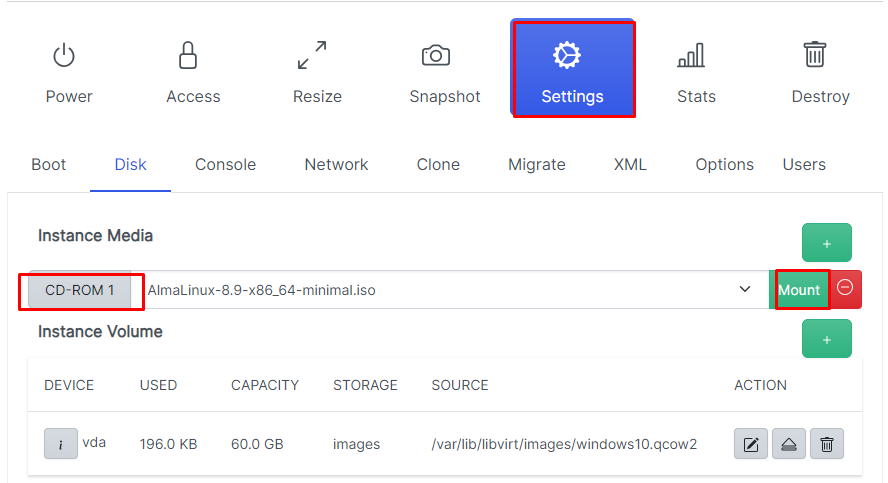 Power Access Resize Snapshot Settings Stats Destroy
Boot Disk Console Network Clone Migrate XML Options Users
Instance Media
+
CD-ROM 1 AlmaLinux-8.9-x86_64-minimal.iso Mount
Instance Volume
+
DEVICE USED CAPACITY STORAGE SOURCE ACTION
i vda 196.0 KB 60.0 GB images /var/lib/libvirt/images/windows10.qcow2